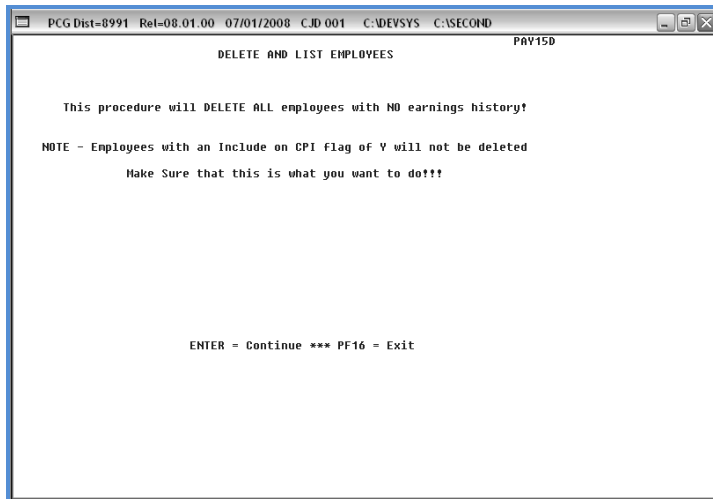 PCG Dist=8991 Rel=08.01.00 07/01/2008 CJD 001 C:\DEVSYS C:\SECOND
PAY15D
DELETE AND LIST EMPLOYEES
This procedure will DELETE ALL employees with NO earnings history!
NOTE - Employees with an Include on CPI flag of Y will not be deleted
Make Sure that this is what you want to do!!!
ENTER = Continue *** PF16 = Exit